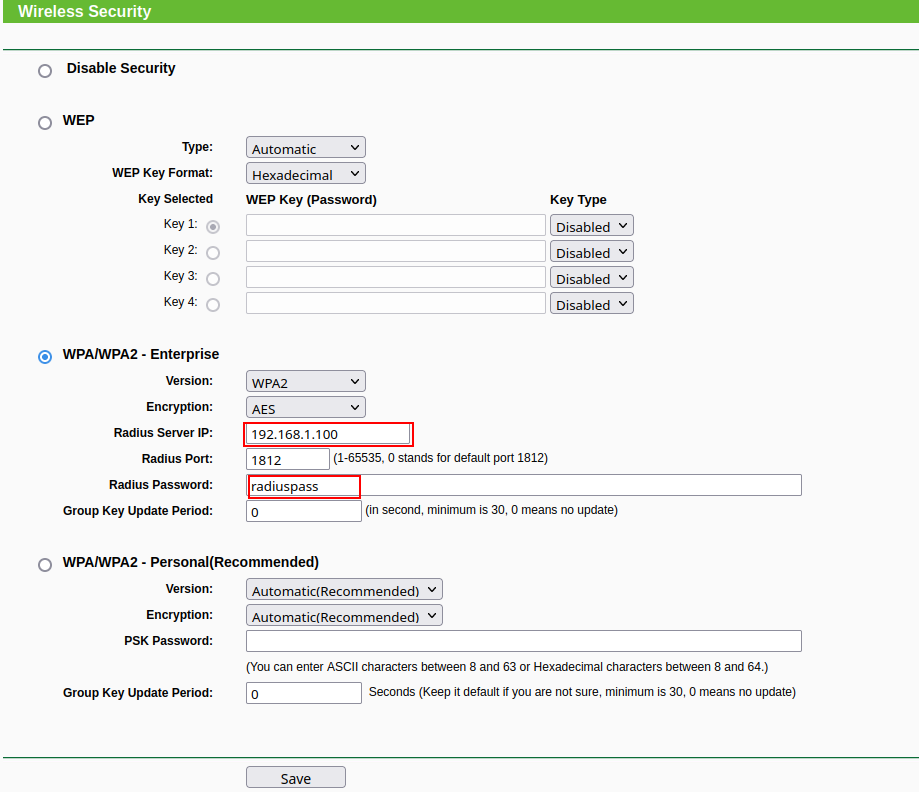 Wireless Security
Disable Security
WEP
Type: Automatic
WEP Key Format: Hexadecimal
Key Selected WEP Key (Password) Key Type
Key 1: Disabled
Key 2: Disabled
Key 3: Disabled
Key 4: Disabled
WPA/WPA2 - Enterprise
Version: WPA2
Encryption: AES
Radius Server IP: 192.168.1.100
Radius Port: 1812 (1-65535, 0 stands for default port 1812)
Radius Password: radiuspass
Group Key Update Period: 0 (in second, minimum is 30, 0 means no update)
WPA/WPA2 - Personal(Recommended)
Version: Automatic(Recommended)
Encryption: Automatic(Recommended)
PSK Password:
(You can enter ASCII characters between 8 and 63 or Hexadecimal characters between 8 and 64.)
Group Key Update Period: 0 Seconds (Keep it default if you are not sure, minimum is 30, 0 means no update)
Save